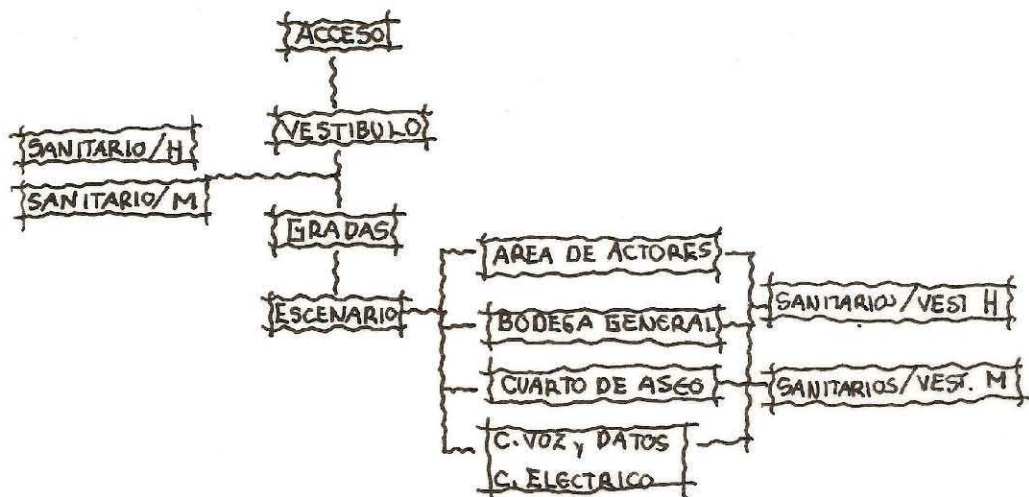 ACCESO
VESTIBULO
SANITARIO/H
SANITARIO/M
GRADAS
ESCENARIO
AREA DE ACTORES
BODEGA GENERAL
CUARTO DE ASEO
C. VOZ y DATOS
C. ELECTRICO
SANITARIOS/VEST H
SANITARIOS/VEST. M